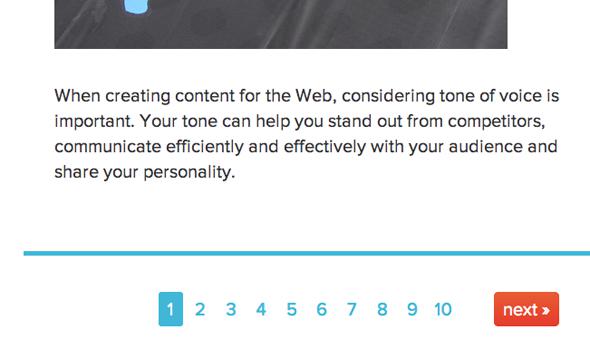 When creating content for the Web, considering tone of voice is
important. Your tone can help you stand out from competitors,
communicate efficiently and effectively with your audience and
share your personality.
1 2 3 4 5 6 7 8 9 10 next »